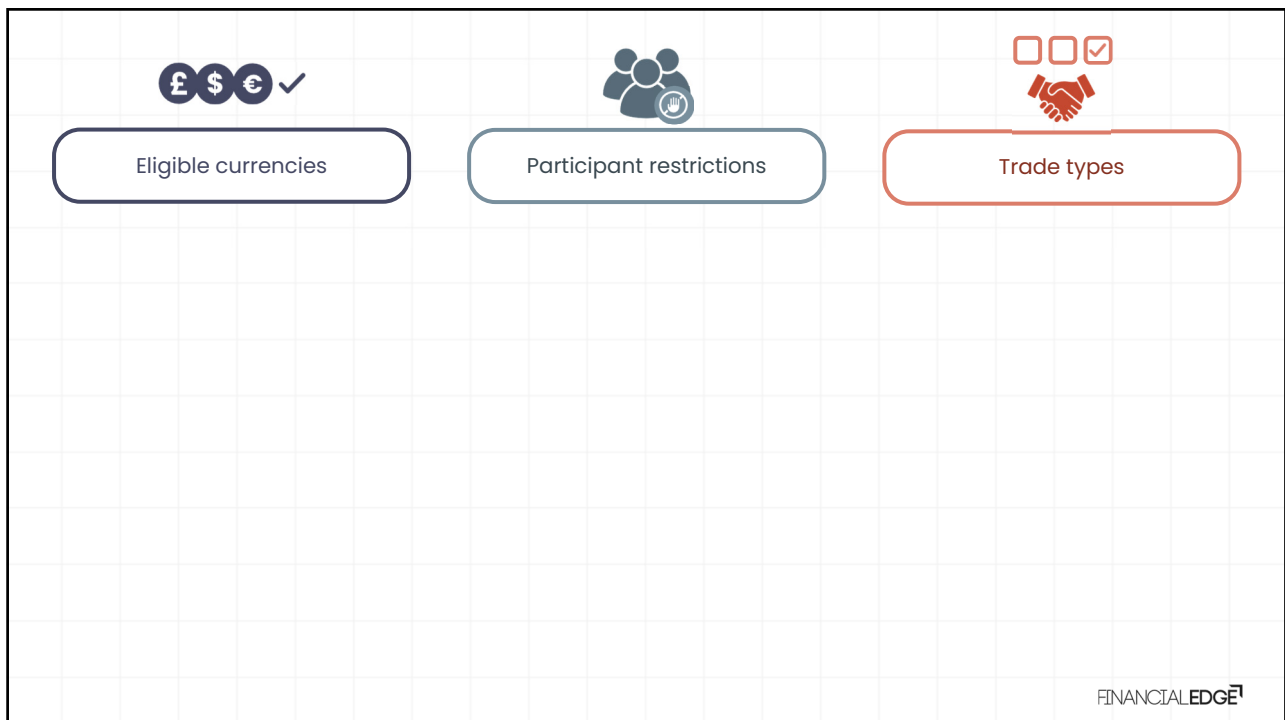 £ $ €
Eligible currencies
Participant restrictions
Trade types
FINANCIALEDGE